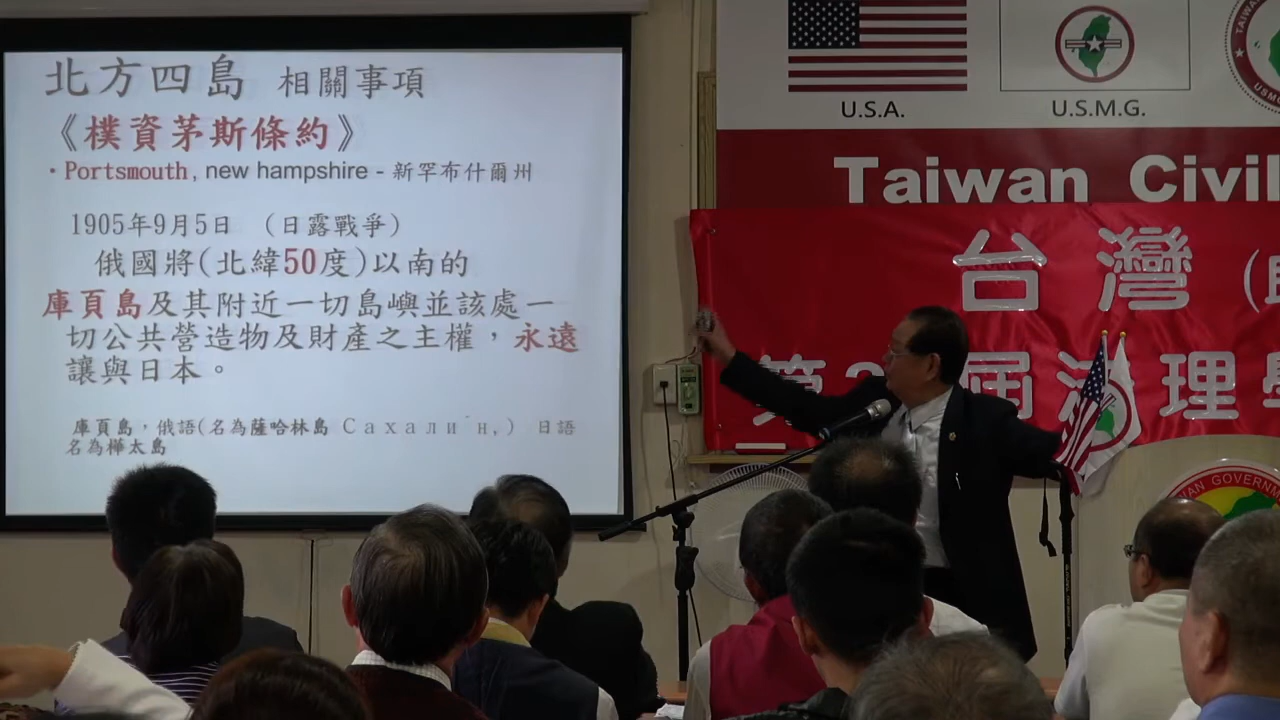 北方四島 相關事項
《樸資茅斯條約》
・Portsmouth, new hampshire - 新罕布什爾州
1905年9月5日 (日露戰爭)
俄國將(北緯50度)以南的
庫頁島及其附近一切島嶼並該處一
切公共營造物及財產之主權，永遠
讓與日本。
庫頁島，俄語(名為薩哈林島 Сахали́н,) 日語
名為樺太島
U.S.A.
U.S.M.G.
Taiwan Civil
台灣
第 屆法理學